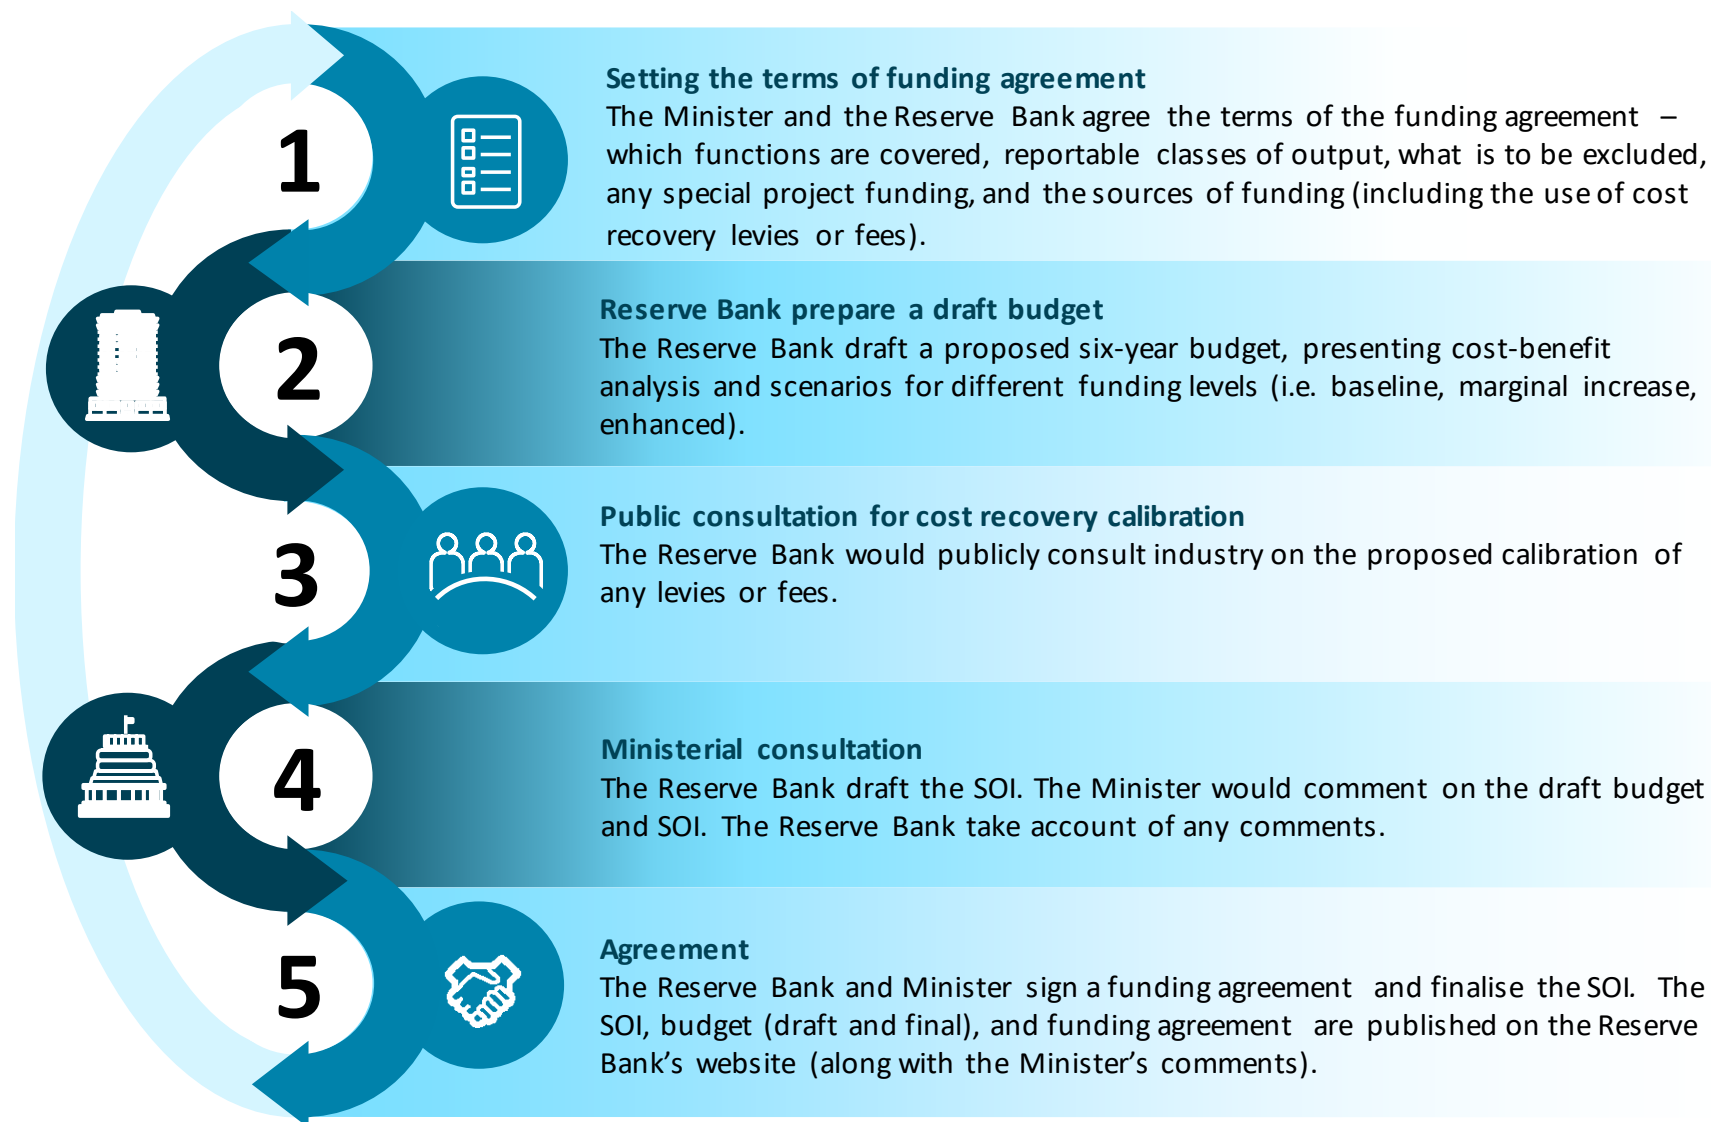 1
Setting the terms of funding agreement
The Minister and the Reserve Bank agree the terms of the funding agreement –
which functions are covered, reportable classes of output, what is to be excluded,
any special project funding, and the sources of funding (including the use of cost
recovery levies or fees).
2
Reserve Bank prepare a draft budget
The Reserve Bank draft a proposed six-year budget, presenting cost-benefit
analysis and scenarios for different funding levels (i.e. baseline, marginal increase,
enhanced).
3
Public consultation for cost recovery calibration
The Reserve Bank would publicly consult industry on the proposed calibration of
any levies or fees.
4
Ministerial consultation
The Reserve Bank draft the SOI. The Minister would comment on the draft budget
and SOI. The Reserve Bank take account of any comments.
5
Agreement
The Reserve Bank and Minister sign a funding agreement and finalise the SOI. The
SOI, budget (draft and final), and funding agreement are published on the Reserve
Bank’s website (along with the Minister’s comments).